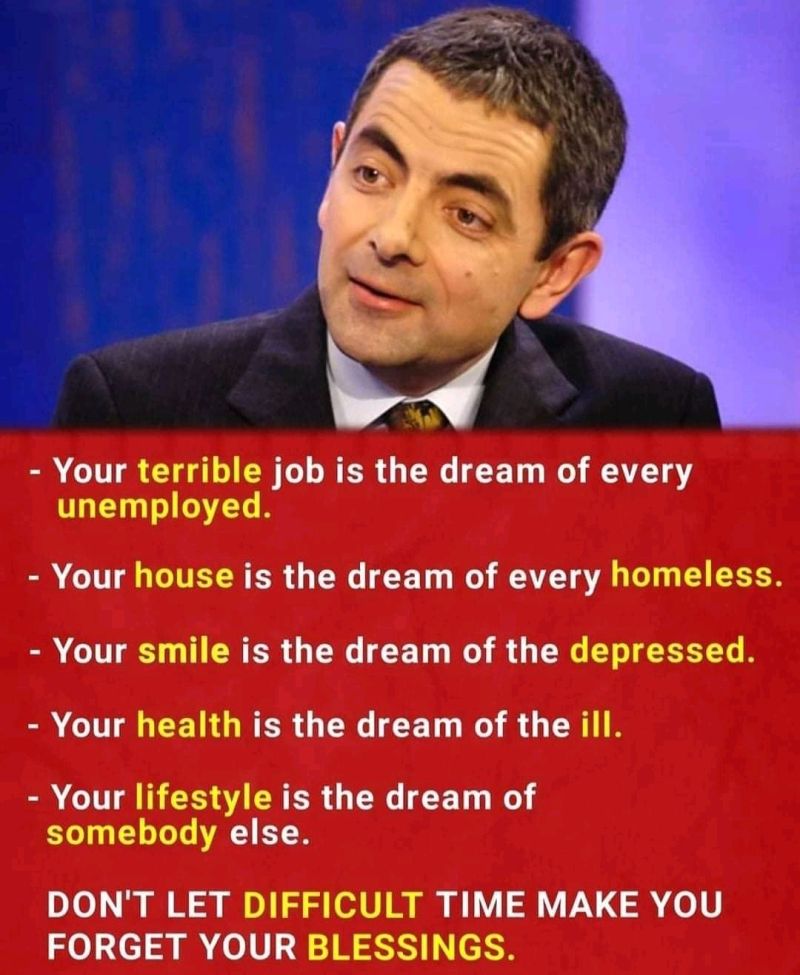 - Your terrible job is the dream of every
unemployed.
- Your house is the dream of every homeless.
- Your smile is the dream of the depressed.
- Your health is the dream of the ill.
- Your lifestyle is the dream of
somebody else.
DON'T LET DIFFICULT TIME MAKE YOU
FORGET YOUR BLESSINGS.